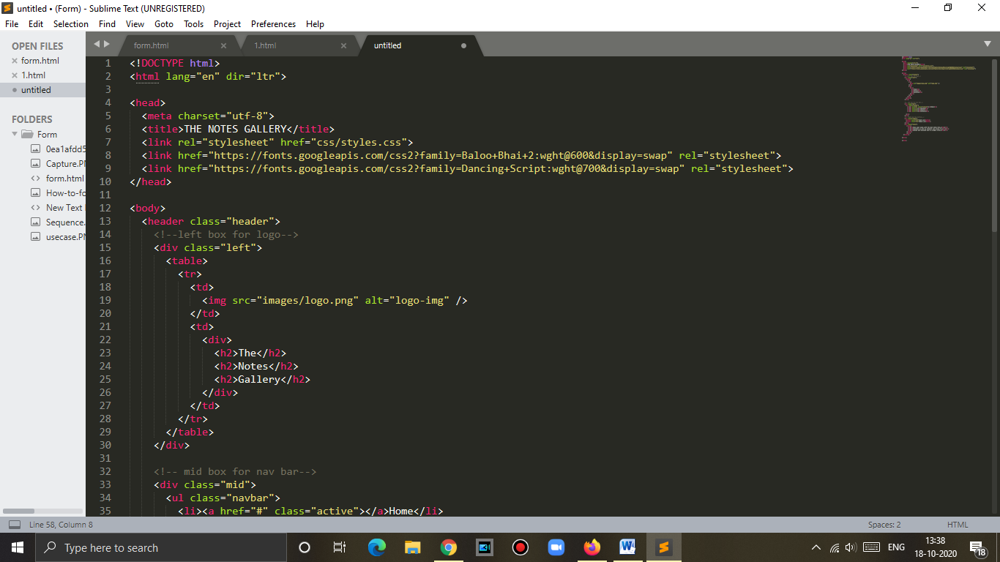 untitled • (Form) - Sublime Text (UNREGISTERED)
File Edit Selection Find View Goto Tools Project Preferences Help
OPEN FILES
form.html
1.html
untitled
FOLDERS
Form
0ea1afdd5
Capture.PN
form.html
How-to-fo
New Text
Sequence.
usecase.PN
form.html 1.html untitled
1 <!DOCTYPE html>
2 <html lang="en" dir="ltr">
3
4 <head>
5 <meta charset="utf-8">
6 <title>THE NOTES GALLERY</title>
7 <link rel="stylesheet" href="css/styles.css">
8 <link href="https://fonts.googleapis.com/css2?family=Baloo+Bhai+2:wght@600&display=swap" rel="stylesheet">
9 <link href="https://fonts.googleapis.com/css2?family=Dancing+Script:wght@700&display=swap" rel="stylesheet">
10 </head>
11
12 <body>
13 <header class="header">
14 <!--left box for logo-->
15 <div class="left">
16 <table>
17 <tr>
18 <td>
19 <img src="images/logo.png" alt="logo-img" />
20 </td>
21 <td>
22 <div>
23 <h2>The</h2>
24 <h2>Notes</h2>
25 <h2>Gallery</h2>
26 </div>
27 </td>
28 </tr>
29 </table>
30 </div>
31
32 <!-- mid box for nav bar-->
33 <div class="mid">
34 <ul class="navbar">
35 <li><a href="#" class="active"></a>Home</li>
Line 58, Column 8 Spaces: 2 HTML
Type here to search
ENG
13:38
18-10-2020
18